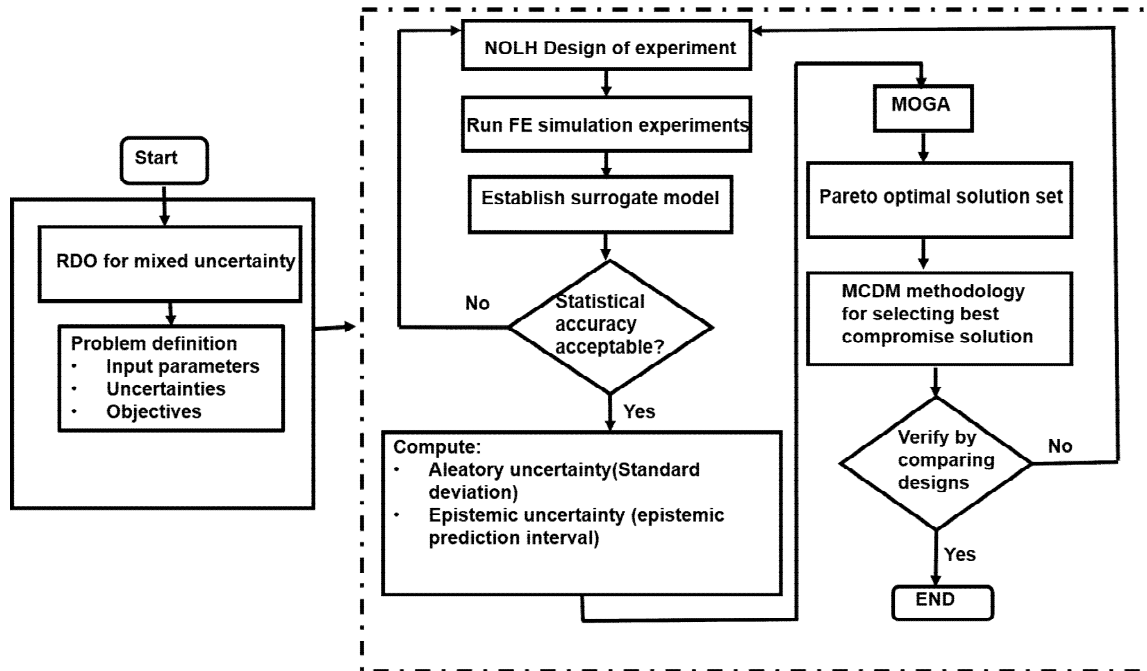 Start
RDO for mixed uncertainty
Problem definition
· Input parameters
· Uncertainties
· Objectives
NOLH Design of experiment
Run FE simulation experiments
Establish surrogate model
No
Statistical
accuracy
acceptable?
Yes
Compute:
· Aleatory uncertainty(Standard
deviation)
· Epistemic uncertainty (epistemic
prediction interval)
MOGA
Pareto optimal solution set
MCDM methodology
for selecting best
compromise solution
Verify by
comparing
designs
No
Yes
END